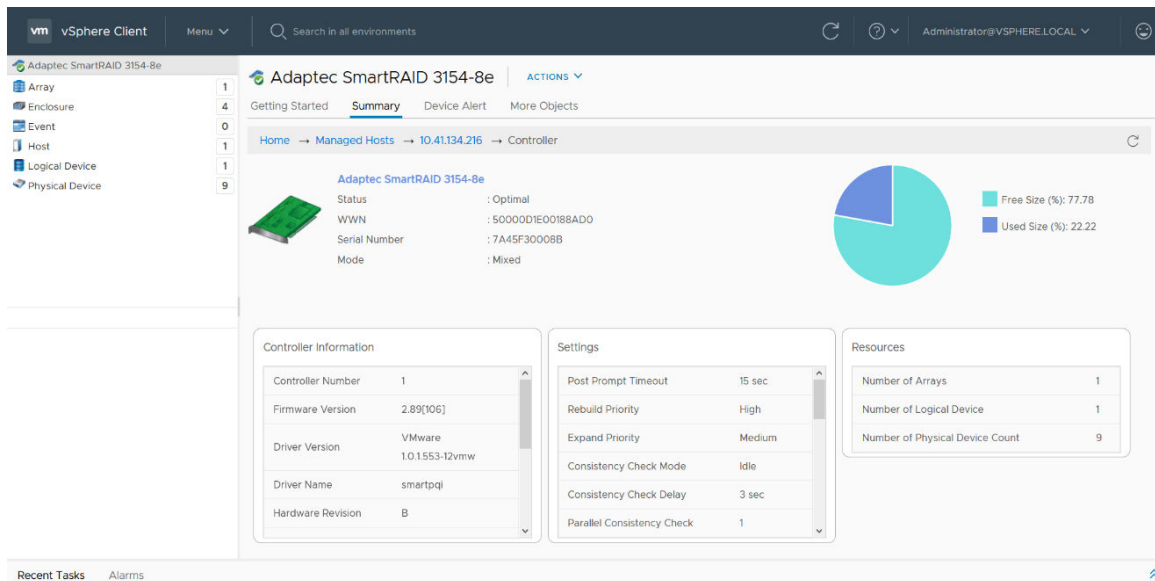 vm vSphere Client Menu Search in all environments Administrator@VSPHERE.LOCAL
Adaptec SmartRAID 3154-8e
Array 1
Enclosure 4
Event 0
Host 1
Logical Device 1
Physical Device 9
Adaptec SmartRAID 3154-8e ACTIONS
Getting Started Summary Device Alert More Objects
Home → Managed Hosts → 10.41.134.216 → Controller
Adaptec SmartRAID 3154-8e
Status : Optimal
WWN : 50000D1E00188AD0
Serial Number : 7A45F30008B
Mode : Mixed
Free Size (%): 77.78
Used Size (%): 22.22
Controller Information
Controller Number 1
Firmware Version 2.89[106]
Driver Version VMware
1.0.1.553-12vmw
Driver Name smartpqi
Hardware Revision B
Settings
Post Prompt Timeout 15 sec
Rebuild Priority High
Expand Priority Medium
Consistency Check Mode Idle
Consistency Check Delay 3 sec
Parallel Consistency Check 1
Resources
Number of Arrays 1
Number of Logical Device 1
Number of Physical Device Count 9
Recent Tasks Alarms